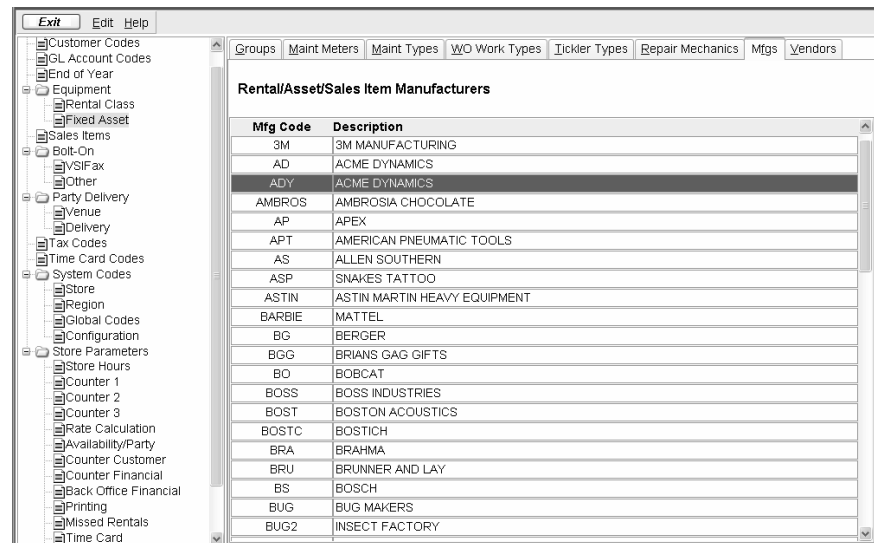 Exit Edit Help
Customer Codes
GL Account Codes
End of Year
Equipment
Rental Class
Fixed Asset
Sales Items
Bolt-On
VSIFax
Other
Party Delivery
Venue
Delivery
Tax Codes
Time Card Codes
System Codes
Store
Region
Global Codes
Configuration
Store Parameters
Store Hours
Counter 1
Counter 2
Counter 3
Rate Calculation
Availability/Party
Counter Customer
Counter Financial
Back Office Financial
Printing
Missed Rentals
Time Card
Groups Maint Meters Maint Types WO Work Types Tickler Types Repair Mechanics Mfgs Vendors
Rental/Asset/Sales Item Manufacturers
Mfg Code Description
3M 3M MANUFACTURING
AD ACME DYNAMICS
ADY ACME DYNAMICS
AMBROS AMBROSIA CHOCOLATE
AP APEX
APT AMERICAN PNEUMATIC TOOLS
AS ALLEN SOUTHERN
ASP SNAKES TATTOO
ASTIN ASTIN MARTIN HEAVY EQUIPMENT
BARBIE MATTEL
BG BERGER
BGG BRIANS GAG GIFTS
BO BOBCAT
BOSS BOSS INDUSTRIES
BOST BOSTON ACOUSTICS
BOSTC BOSTICH
BRA BRAHMA
BRU BRUNNER AND LAY
BS BOSCH
BUG BUG MAKERS
BUG2 INSECT FACTORY